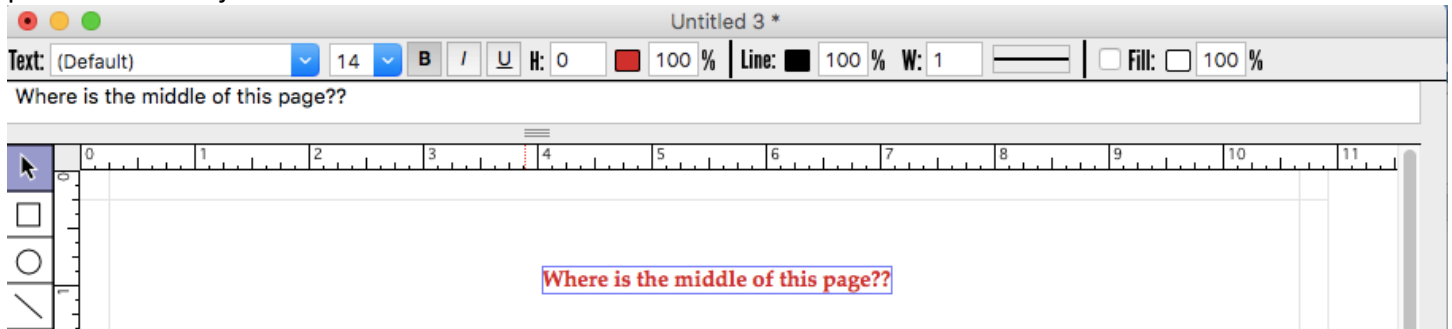 Untitled 3 *
Text: (Default) 14 B I U H: 0 100 % Line: 100 % W: 1 Fill: 100 %
Where is the middle of this page??
0 1 2 3 4 5 6 7 8 9 10 11
0
Where is the middle of this page??
1